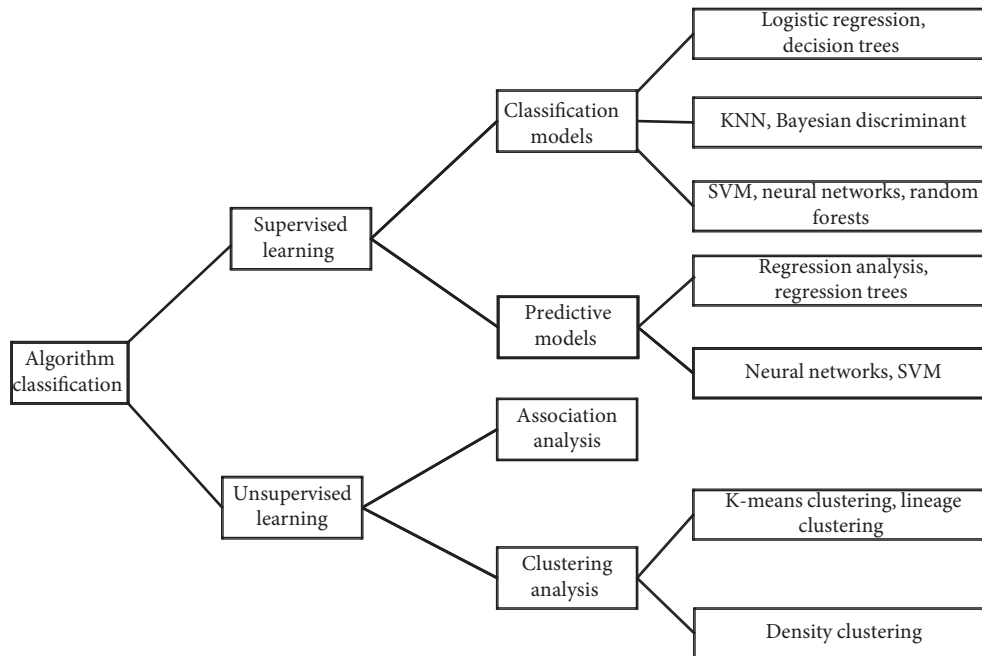 Algorithm
classification
Supervised
learning
Unsupervised
learning
Classification
models
Predictive
models
Association
analysis
Clustering
analysis
Logistic regression,
decision trees
KNN, Bayesian discriminant
SVM, neural networks, random
forests
Regression analysis,
regression trees
Neural networks, SVM
K-means clustering, lineage
clustering
Density clustering